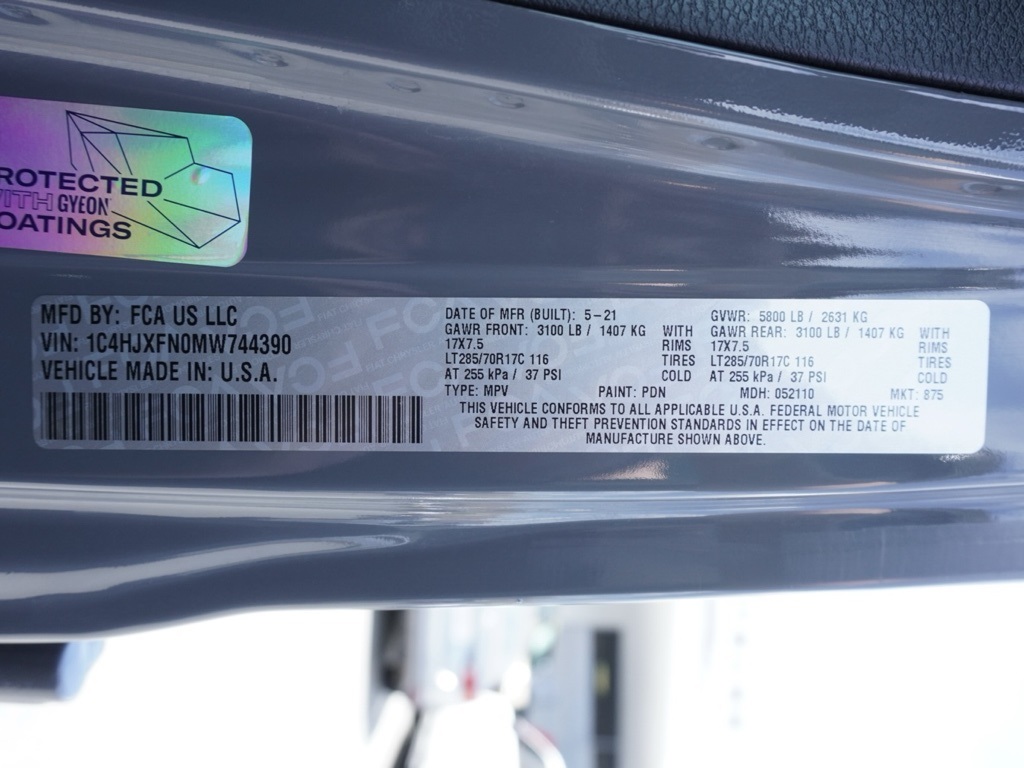 ROTECTED
WITH GYEON
OATINGS
MFD BY: FCA US LLC
VIN: 1C4HJXFN0MW744390
VEHICLE MADE IN: U.S.A.
DATE OF MFR (BUILT): 5-21 GVWR: 5800 LB / 2631 KG
GAWR FRONT: 3100 LB / 1407 KG WITH GAWR REAR: 3100 LB / 1407 KG WITH
17X7.5 RIMS 17X7.5 RIMS
LT285/70R17C 116 TIRES LT285/70R17C 116 TIRES
AT 255 kPa / 37 PSI COLD AT 255 kPa / 37 PSI COLD
TYPE: MPV PAINT: PDN MDH: 052110 MKT: 875
THIS VEHICLE CONFORMS TO ALL APPLICABLE U.S.A. FEDERAL MOTOR VEHICLE
SAFETY AND THEFT PREVENTION STANDARDS IN EFFECT ON THE DATE OF
MANUFACTURE SHOWN ABOVE.